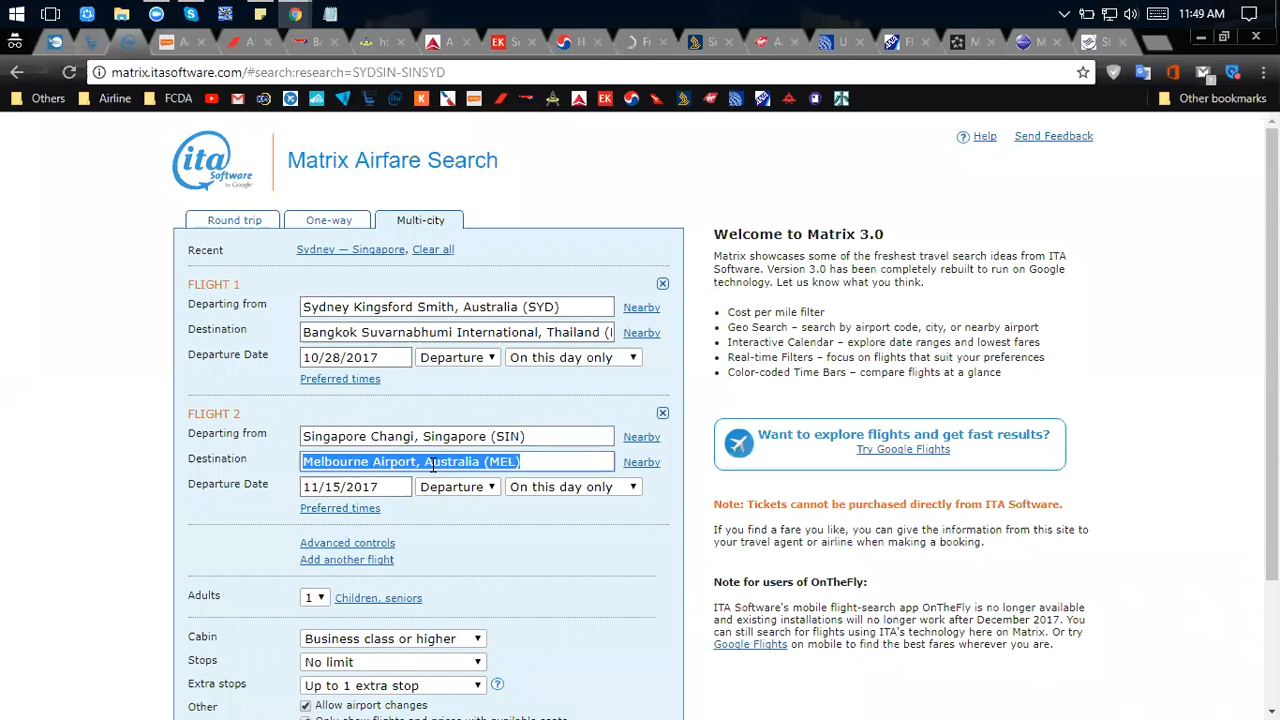 11:49 AM
matrix.itasoftware.com/#search:research=SYDSIN-SINSYD
Others
Airline
FCDA
EK
Other bookmarks
ita
Software
by Google
Matrix Airfare Search
Help
Send Feedback
Round trip
One-way
Multi-city
Recent
Sydney — Singapore, Clear all
FLIGHT 1
Departing from
Sydney Kingsford Smith, Australia (SYD)
Nearby
Destination
Bangkok Suvarnabhumi International, Thailand (
Nearby
Departure Date
10/28/2017
Departure
On this day only
Preferred times
FLIGHT 2
Departing from
Singapore Changi, Singapore (SIN)
Nearby
Destination
Melbourne Airport, Australia (MEL)
Nearby
Departure Date
11/15/2017
Departure
On this day only
Preferred times
Advanced controls
Add another flight
Adults
1
Children, seniors
Cabin
Business class or higher
Stops
No limit
Extra stops
Up to 1 extra stop
Other
Allow airport changes
Only show flights and prices with available seats
Welcome to Matrix 3.0
Matrix showcases some of the freshest travel search ideas from ITA
Software. Version 3.0 has been completely rebuilt to run on Google
technology. Let us know what you think.
• Cost per mile filter
• Geo Search – search by airport code, city, or nearby airport
• Interactive Calendar – explore date ranges and lowest fares
• Real-time Filters – focus on flights that suit your preferences
• Color-coded Time Bars – compare flights at a glance
Want to explore flights and get fast results?
Try Google Flights
Note: Tickets cannot be purchased directly from ITA Software.
If you find a fare you like, you can give the information from this site to
your travel agent or airline when making a booking.
Note for users of OnTheFly:
ITA Software's mobile flight-search app OnTheFly is no longer available
and existing installations will no longer work after December 2017. You
can still search for flights using ITA's technology here on Matrix. Or try
Google Flights on mobile to find the best fares wherever you are.